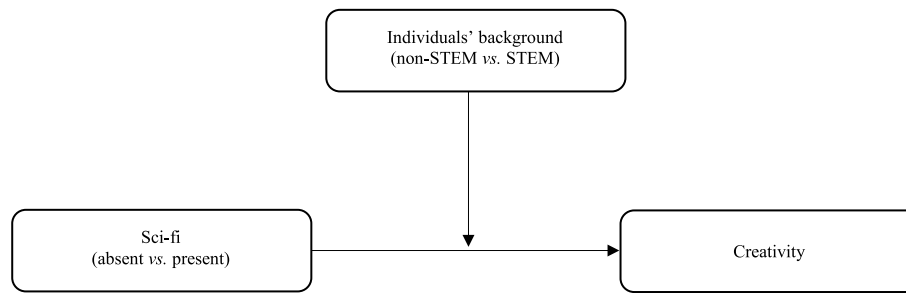 Individuals' background
(non-STEM vs. STEM)
Sci-fi
(absent vs. present)
Creativity